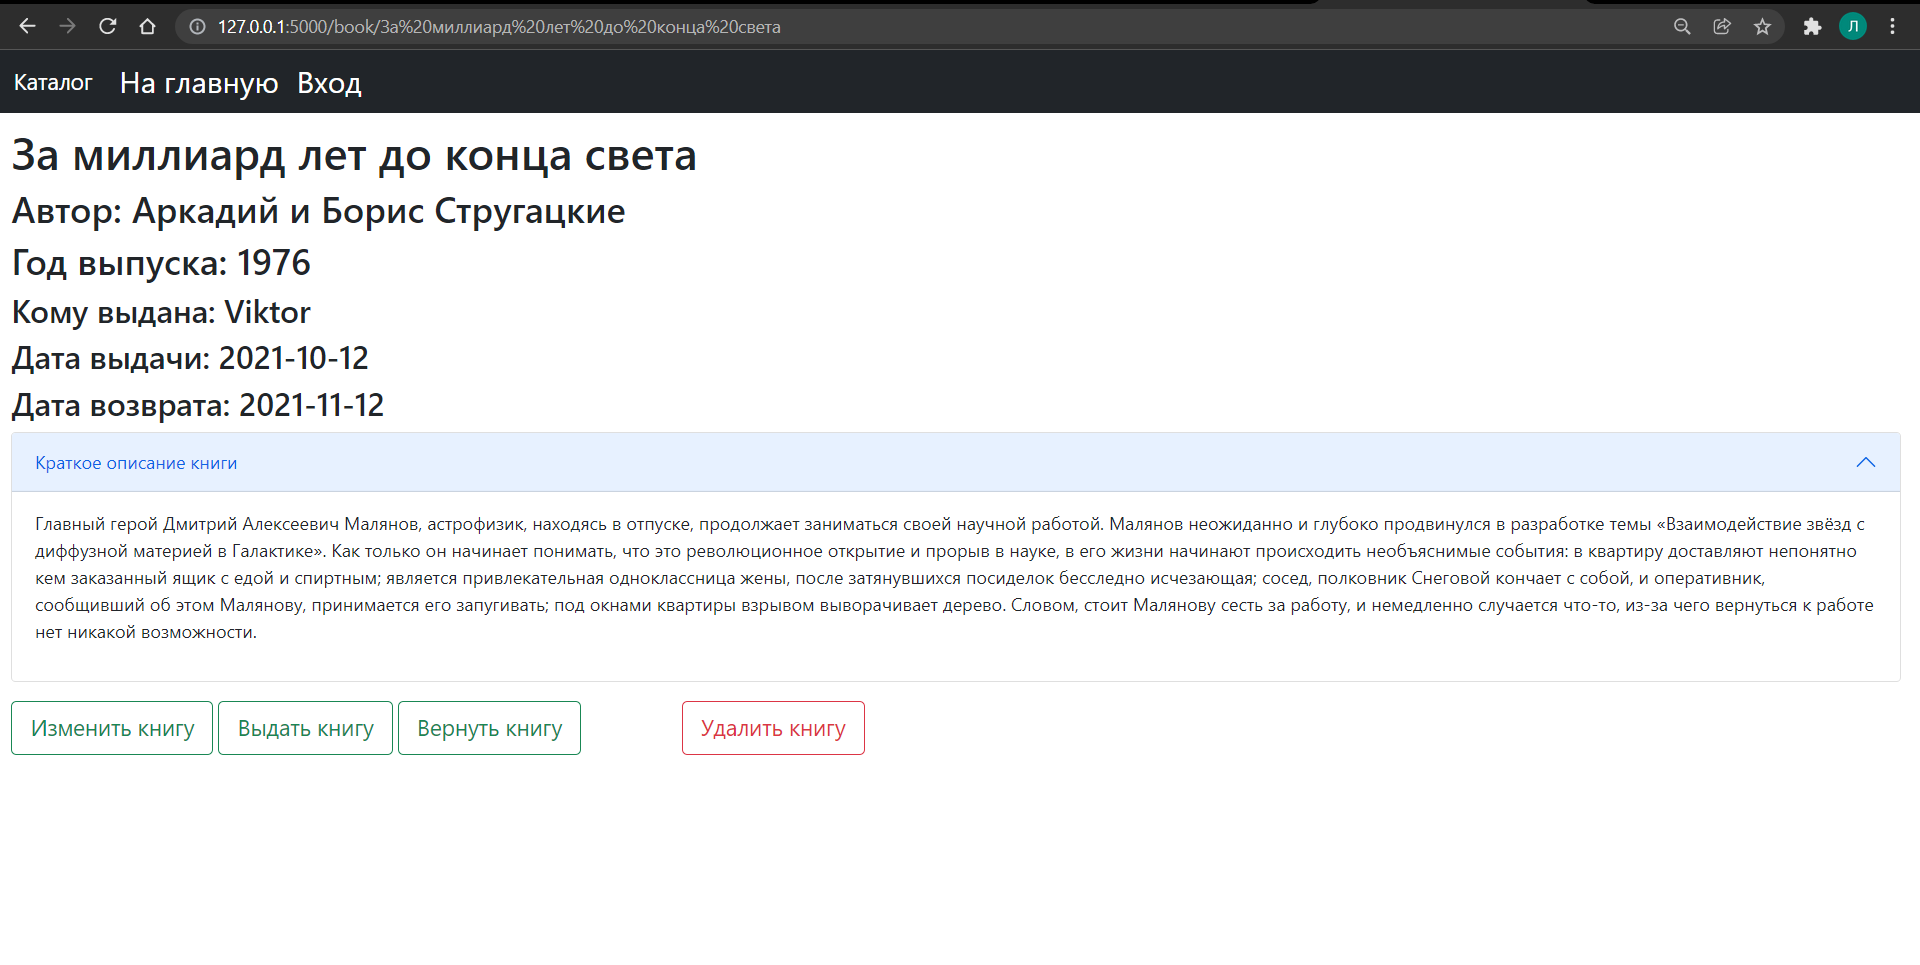 127.0.0.1:5000/book/За%20миллиард%20лет%20до%20конца%20света
Л
Каталог На главную Вход
За миллиард лет до конца света
Автор: Аркадий и Борис Стругацкие
Год выпуска: 1976
Кому выдана: Viktor
Дата выдачи: 2021-10-12
Дата возврата: 2021-11-12
Краткое описание книги
Главный герой Дмитрий Алексеевич Малянов, астрофизик, находясь в отпуске, продолжает заниматься своей научной работой. Малянов неожиданно и глубоко продвинулся в разработке темы «Взаимодействие звёзд с
диффузной материей в Галактике». Как только он начинает понимать, что это революционное открытие и прорыв в науке, в его жизни начинают происходить необъяснимые события: в квартиру доставляют непонятно
кем заказанный ящик с едой и спиртным; является привлекательная одноклассница жены, после затянувшихся посиделок бесследно исчезающая; сосед, полковник Снеговой кончает с собой, и оперативник,
сообщивший об этом Малянову, принимается его запугивать; под окнами квартиры взрывом выворачивает дерево. Словом, стоит Малянову сесть за работу, и немедленно случается что-то, из-за чего вернуться к работе
нет никакой возможности.
Изменить книгу Выдать книгу Вернуть книгу Удалить книгу